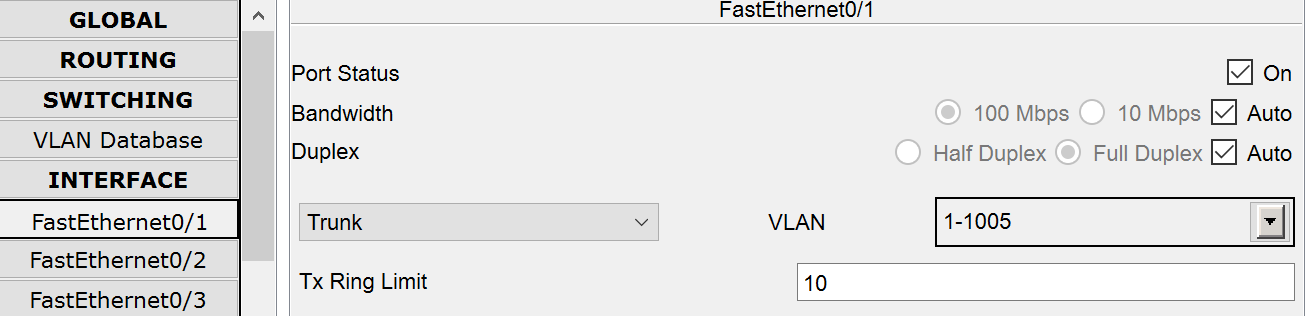 GLOBAL
ROUTING
SWITCHING
VLAN Database
INTERFACE
FastEthernet0/1
FastEthernet0/2
FastEthernet0/3
FastEthernet0/1
Port Status On
Bandwidth 100 Mbps 10 Mbps Auto
Duplex Half Duplex Full Duplex Auto
Trunk VLAN 1-1005
Tx Ring Limit 10